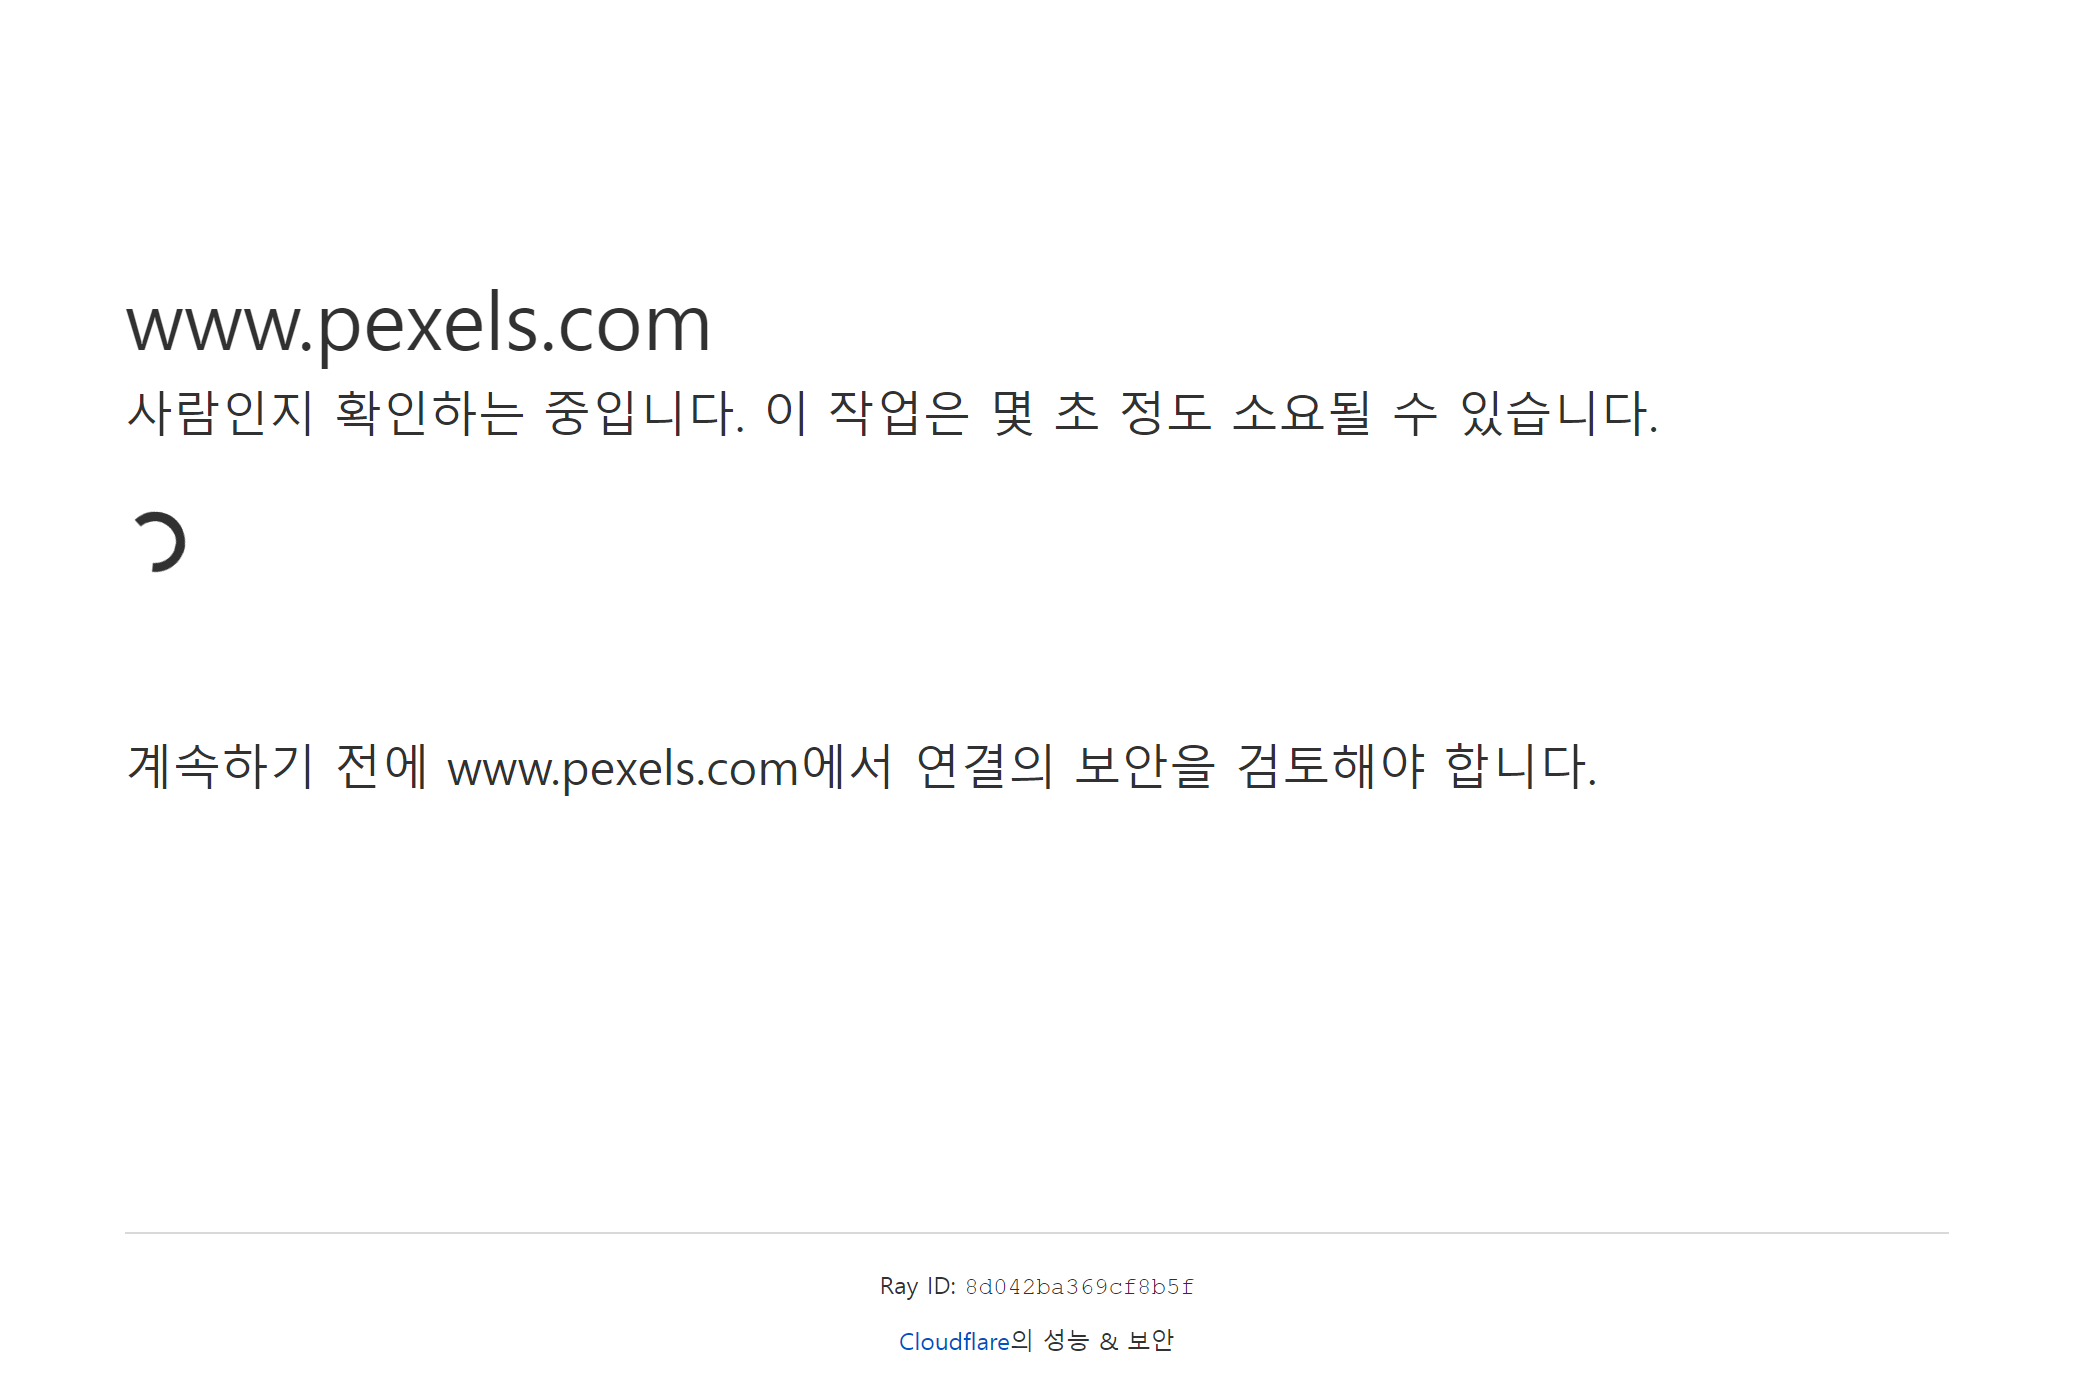 www.pexels.com
사람인지 확인하는 중입니다. 이 작업은 몇 초 정도 소요될 수 있습니다.
계속하기 전에 www.pexels.com에서 연결의 보안을 검토해야 합니다.
Ray ID: 8d042ba369cf8b5f
Cloudflare의 성능 & 보안